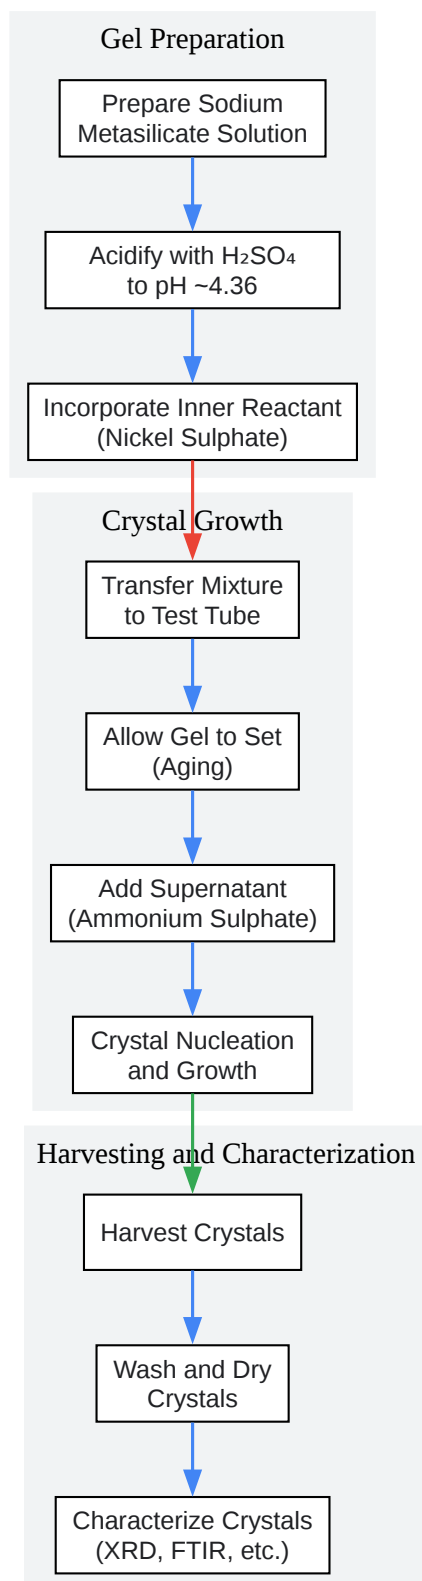 Gel Preparation
Prepare Sodium
Metasilicate Solution
Acidify with H₂SO₄
to pH ~4.36
Incorporate Inner Reactant
(Nickel Sulphate)
Crystal Growth
Transfer Mixture
to Test Tube
Allow Gel to Set
(Aging)
Add Supernatant
(Ammonium Sulphate)
Crystal Nucleation
and Growth
Harvesting and Characterization
Harvest Crystals
Wash and Dry
Crystals
Characterize Crystals
(XRD, FTIR, etc.)